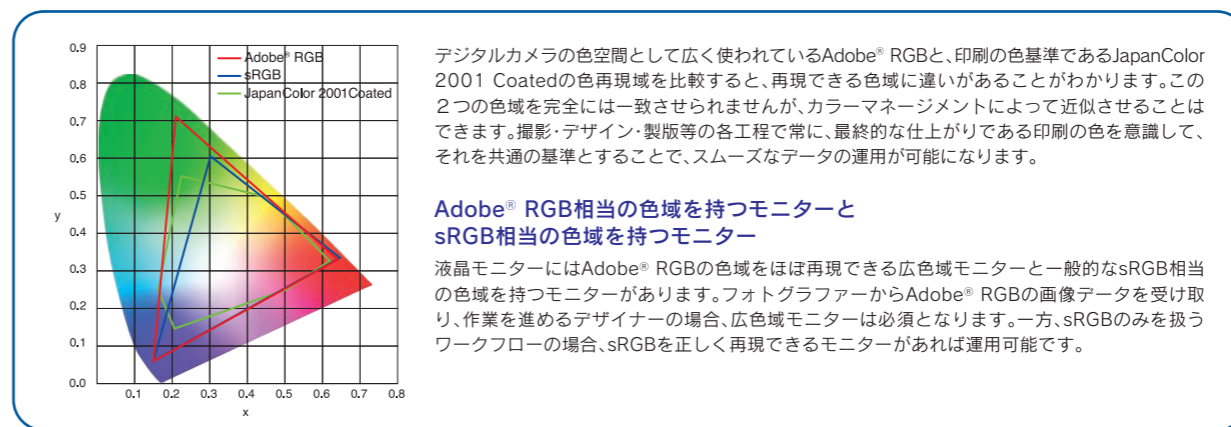 0.9
0.8
0.7
0.6
0.5
0.4
0.3
0.2
0.1
0.0
y
0.1 0.2 0.3 0.4 0.5 0.6 0.7 0.8
x
Adobe® RGB
sRGB
JapanColor 2001Coated
デジタルカメラの色空間として広く使われているAdobe® RGBと、印刷の色基準であるJapanColor
2001 Coatedの色再現域を比較すると、再現できる色域に違いがあることがわかります。この
２つの色域を完全には一致させられませんが、カラーマネージメントによって近似させることは
できます。撮影・デザイン・製版等の各工程で常に、最終的な仕上がりである印刷の色を意識して、
それを共通の基準とすることで、スムーズなデータの運用が可能になります。
Adobe® RGB相当の色域を持つモニターと
sRGB相当の色域を持つモニター
液晶モニターにはAdobe® RGBの色域をほぼ再現できる広色域モニターと一般的なsRGB相当
の色域を持つモニターがあります。フォトグラファーからAdobe® RGBの画像データを受け取
り、作業を進めるデザイナーの場合、広色域モニターは必須となります。一方、sRGBのみを扱う
ワークフローの場合、sRGBを正しく再現できるモニターがあれば運用可能です。